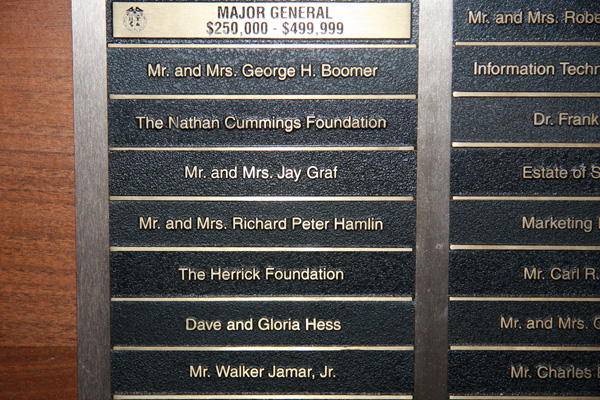 MAJOR GENERAL
$250,000 - $499,999
Mr. and Mrs. George H. Boomer
The Nathan Cummings Foundation
Mr. and Mrs. Jay Graf
Mr. and Mrs. Richard Peter Hamlin
The Herrick Foundation
Dave and Gloria Hess
Mr. Walker Jamar, Jr.
Mr. and Mrs. Robe
Information Techn
Dr. Frank
Estate of S
Marketing
Mr. Carl R.
Mr. and Mrs.
Mr. Charles